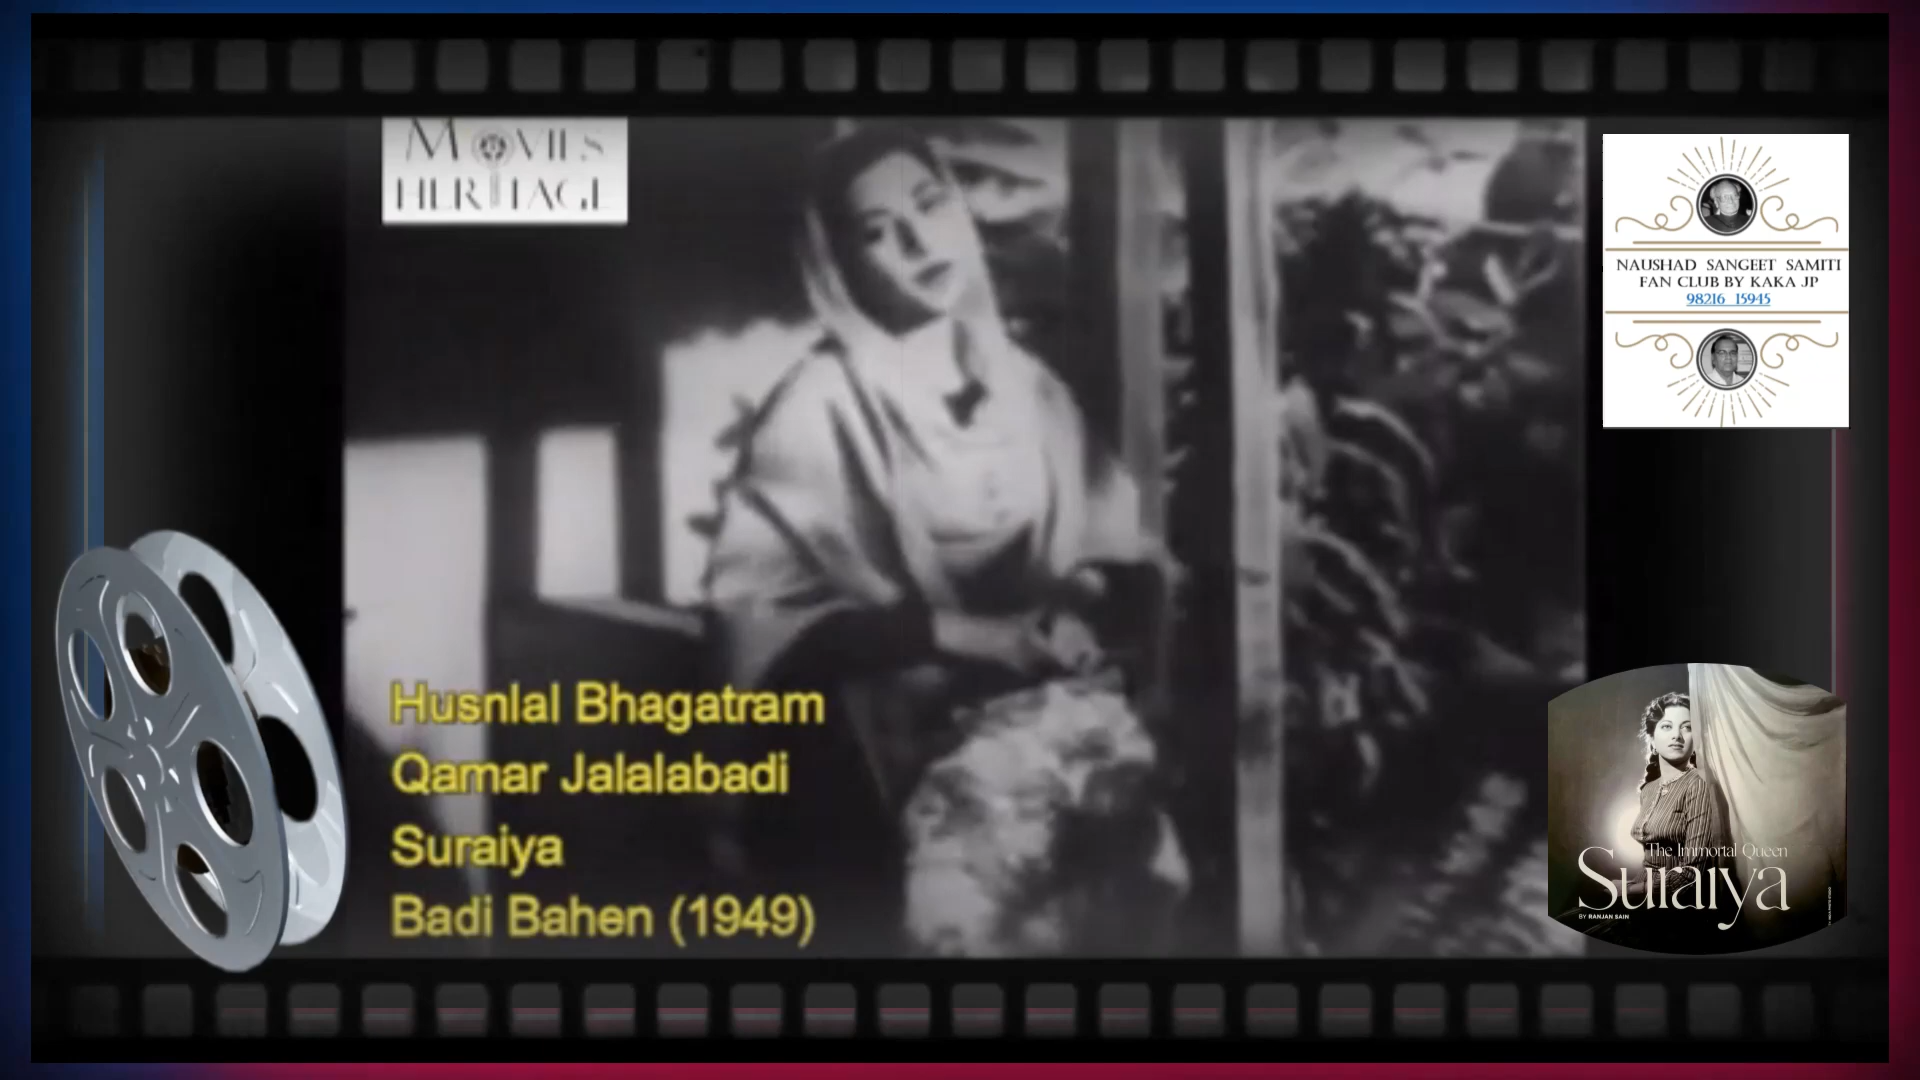 MOVIES
HERITAGE
NAUSHAD SANGEET SAMITI
FAN CLUB BY KAKA JP
98216 15945
Husnlal Bhagatram
Qamar Jalalabadi
Suraiya
Badi Bahen (1949)
The Immortal Queen
Suraiya
BY RANJAN SAIN